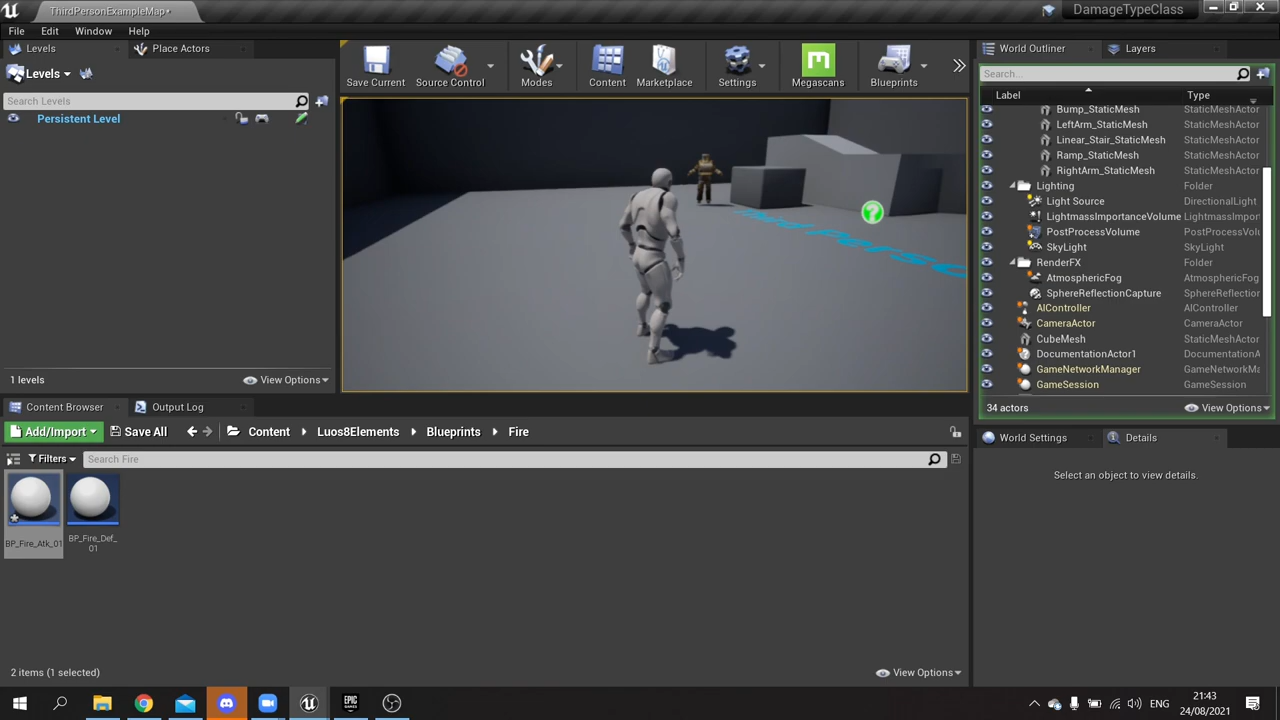 ThirdPersonExampleMap•
DamageTypeClass
File Edit Window Help
Levels
Place Actors
Levels
Search Levels
Persistent Level
1 levels
View Options
Save Current
Source Control
Modes
Content
Marketplace
Settings
Megascans
Blueprints
World Outliner
Layers
Search...
Label Type
Bump_StaticMesh StaticMeshActor
LeftArm_StaticMesh StaticMeshActor
Linear_Stair_StaticMesh StaticMeshActor
Ramp_StaticMesh StaticMeshActor
RightArm_StaticMesh StaticMeshActor
Lighting Folder
Light Source DirectionalLight
LightmassImportanceVolume LightmassImpor
PostProcessVolume PostProcessVolu
SkyLight SkyLight
RenderFX Folder
AtmosphericFog AtmosphericFog
SphereReflectionCapture SphereReflection
AIController AIController
CameraActor CameraActor
CubeMesh StaticMeshActor
DocumentationActor1 DocumentationA
GameNetworkManager GameNetworkMa
GameSession GameSession
34 actors
View Options
Content Browser
Output Log
Add/Import
Save All
Content
Luos8Elements
Blueprints
Fire
Filters
Search Fire
BP_Fire_Atk_01
BP_Fire_Def_
01
2 items (1 selected)
View Options
World Settings
Details
Select an object to view details.
EPIC
GAMES
ENG
21:43
24/08/2021